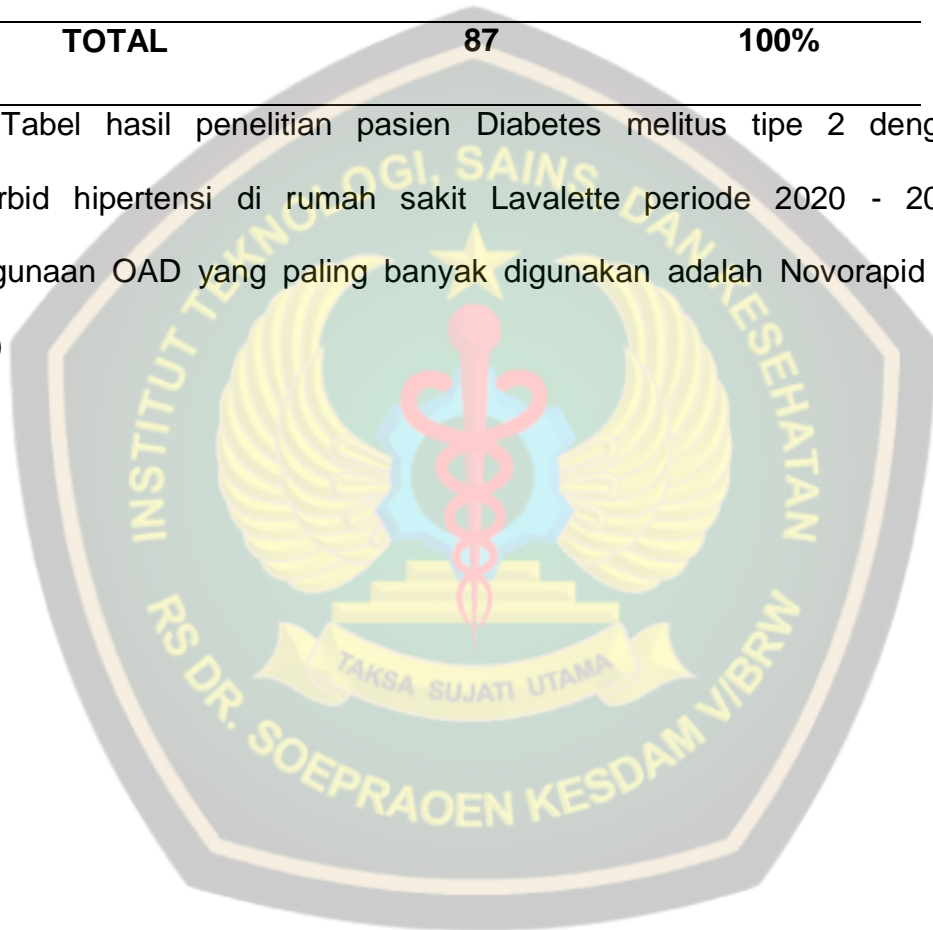 TOTAL 87 100%
Tabel hasil penelitian pasien Diabetes melitus tipe 2 deng
rbid hipertensi di rumah sakit Lavalette periode 2020 - 20
gunaan OAD yang paling banyak digunakan adalah Novorapid
)
INSTITUT TEKNOLOGI, SAINS, DAN KESEHATAN
TAKSA SUJATI UTAMA
RS DR. SOEPRAOEN KESDAM V/BRW